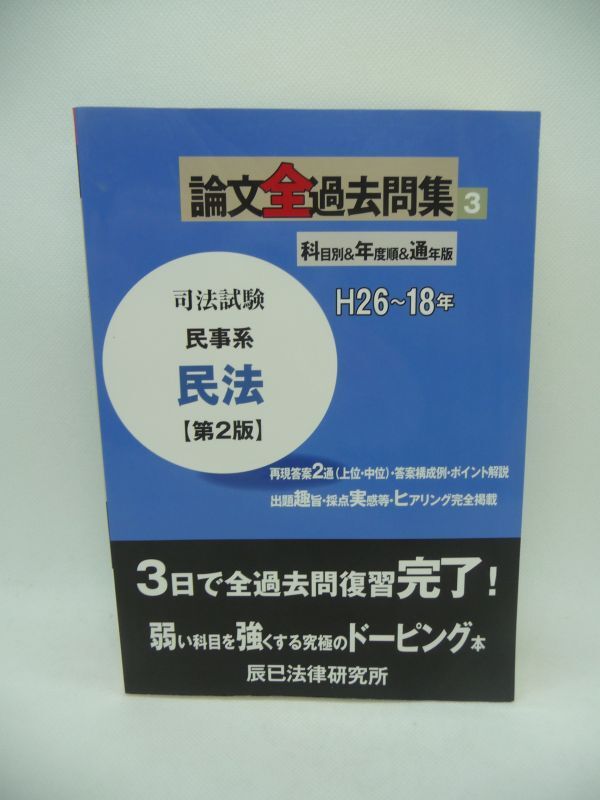 論文全過去問集 3
科目別&年度順&通年版
H26～18年
司法試験
民事系
民法
【第2版】
再現答案2通(上位・中位)・答案構成例・ポイント解説
出題趣旨・採点実感等・ヒアリング完全掲載
3日で全過去問復習完了!
弱い科目を強くする究極のドーピング本
辰已法律研究所